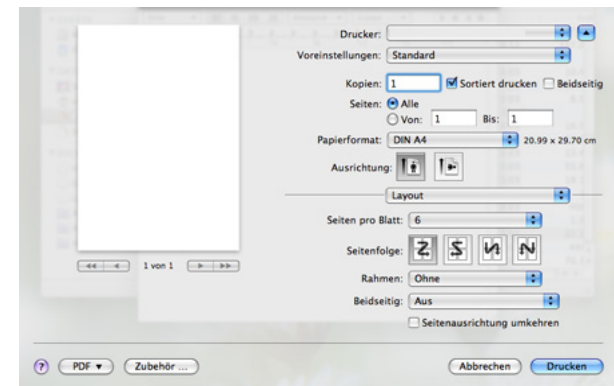 Drucker:
Voreinstellungen: Standard
Kopien: 1 Sortiert drucken Beidseitig
Seiten: Alle
Von: 1 Bis: 1
Papierformat: DIN A4 20.99 x 29.70 cm
Ausrichtung:
Layout
Seiten pro Blatt: 6
Seitenfolge:
1 von 1
Rahmen: Ohne
Beidseitig: Aus
Seitenausrichtung umkehren
? PDF ▼ Zubehör ... Abbrechen Drucken